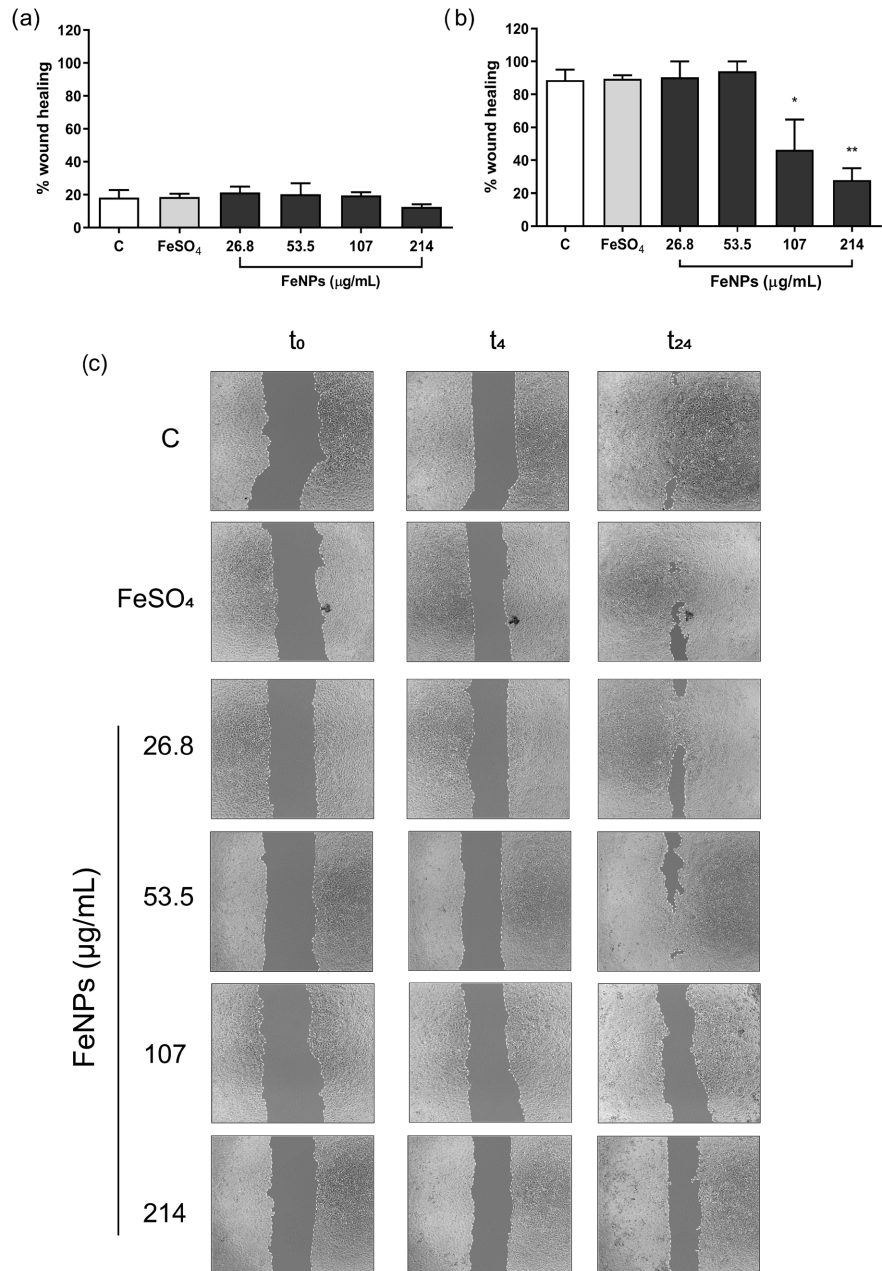 (a)
120
100
80
60
40
20
0
% wound healing
C FeSO₄ 26.8 53.5 107 214
FeNPs (μg/mL)
(b)
120
100
80
60
40
20
0
% wound healing
*
**
C FeSO₄ 26.8 53.5 107 214
FeNPs (μg/mL)
(c)
t₀ t₄ t₂₄
C
FeSO₄
FeNPs (μg/mL)
26.8
53.5
107
214